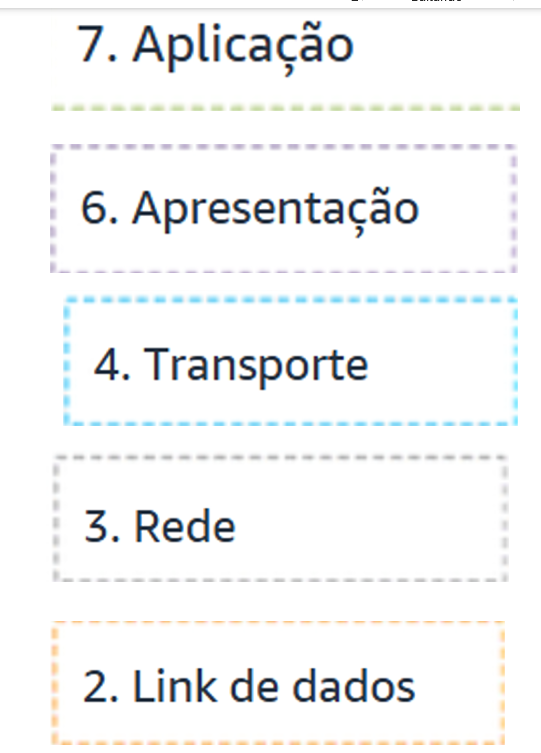 7. Aplicação
6. Apresentação
4. Transporte
3. Rede
2. Link de dados